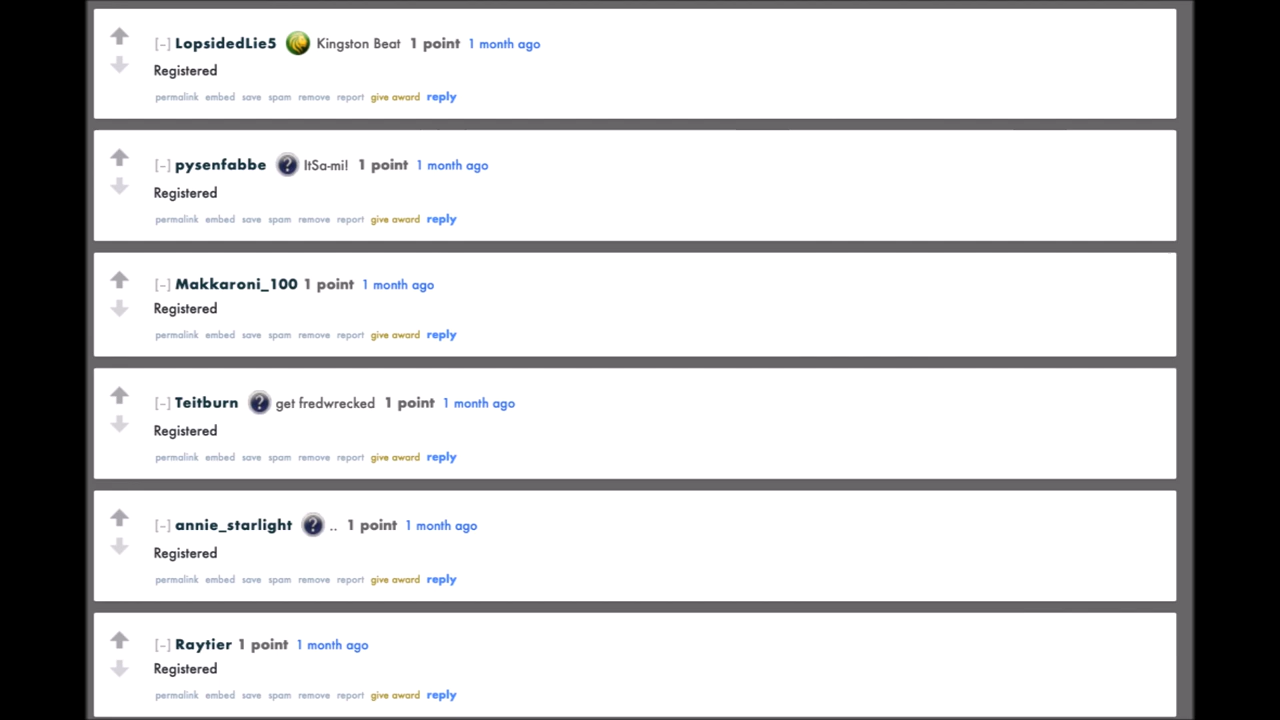 [–] LopsidedLie5 Kingston Beat 1 point 1 month ago
Registered
permalink embed save spam remove report give award reply
[–] pysenfabbe ? ItSa-mi! 1 point 1 month ago
Registered
permalink embed save spam remove report give award reply
[–] Makkaroni_100 1 point 1 month ago
Registered
permalink embed save spam remove report give award reply
[–] Teitburn ? get fredwrecked 1 point 1 month ago
Registered
permalink embed save spam remove report give award reply
[–] annie_starlight ? .. 1 point 1 month ago
Registered
permalink embed save spam remove report give award reply
[–] Raytier 1 point 1 month ago
Registered
permalink embed save spam remove report give award reply